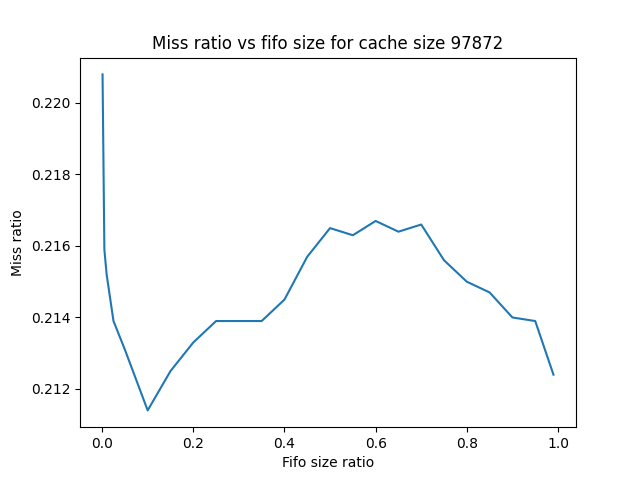 Miss ratio vs fifo size for cache size 97872
0.220
0.218
0.216
0.214
0.212
Miss ratio
0.0 0.2 0.4 0.6 0.8 1.0
Fifo size ratio